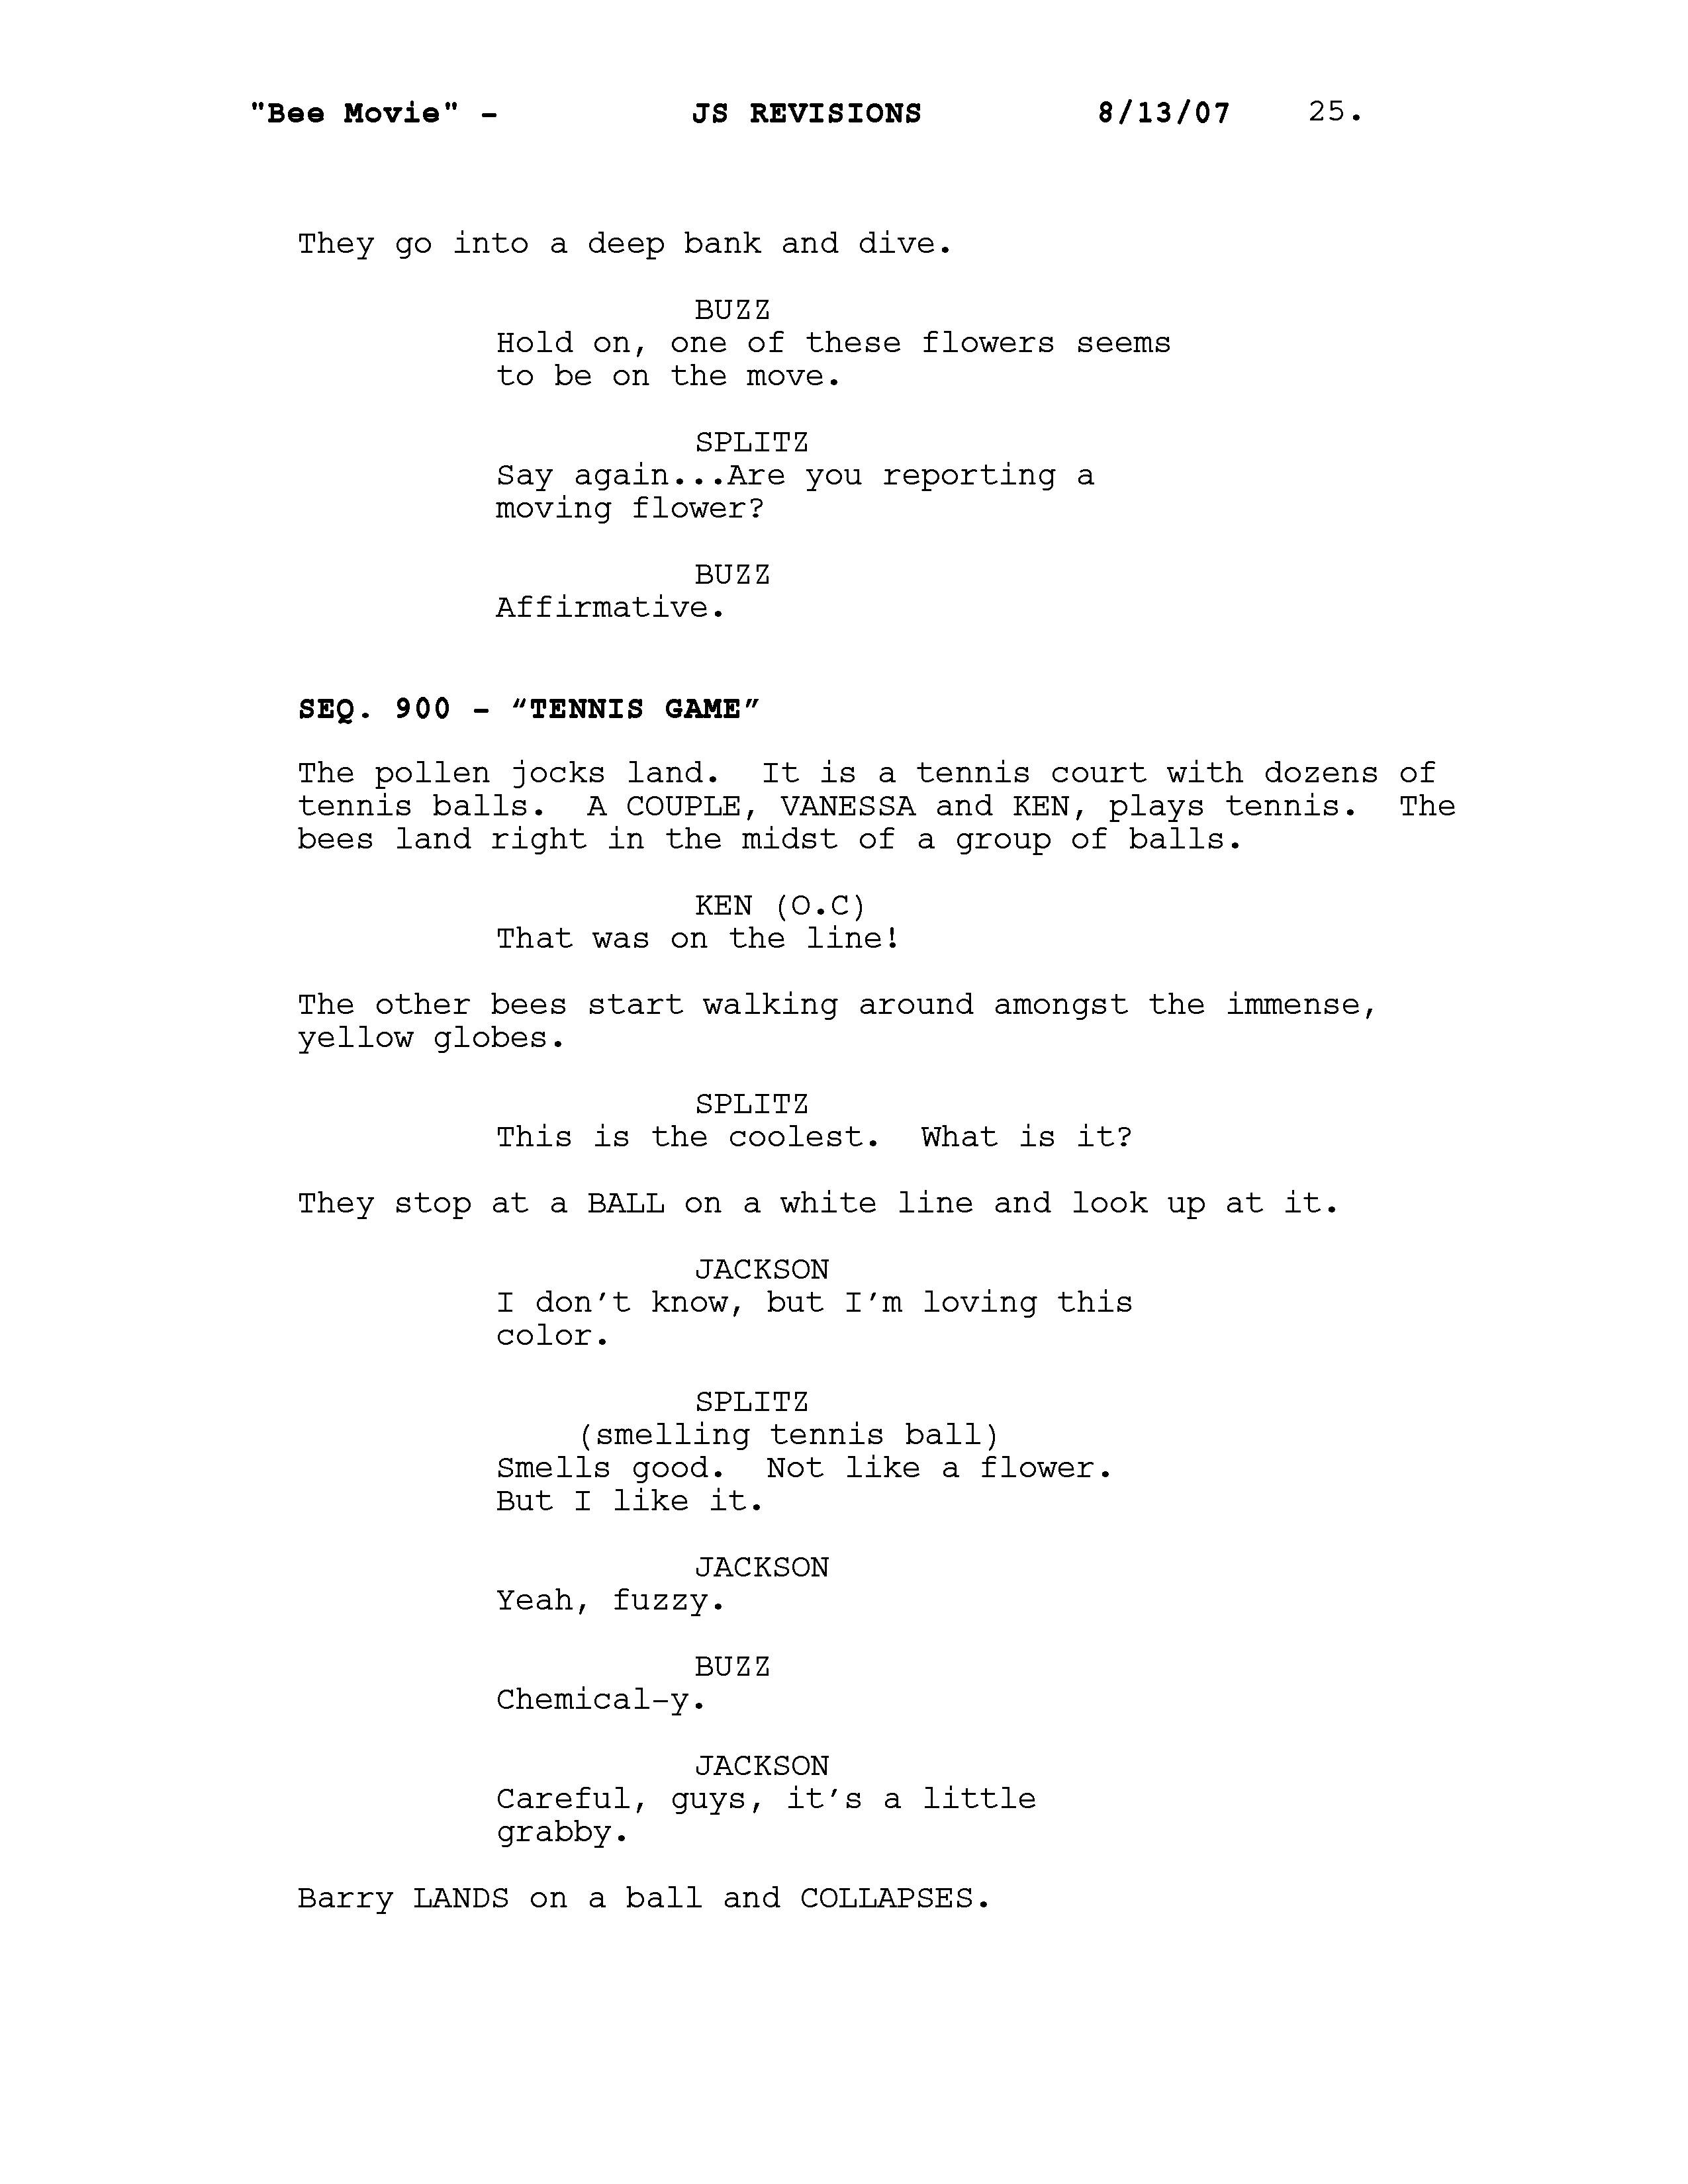 "Bee Movie" - JS REVISIONS 8/13/07 25.
They go into a deep bank and dive.
BUZZ
Hold on, one of these flowers seems
to be on the move.
SPLITZ
Say again...Are you reporting a
moving flower?
BUZZ
Affirmative.
SEQ. 900 - “TENNIS GAME”
The pollen jocks land.  It is a tennis court with dozens of
tennis balls.  A COUPLE, VANESSA and KEN, plays tennis.  The
bees land right in the midst of a group of balls.
KEN (O.C)
That was on the line!
The other bees start walking around amongst the immense,
yellow globes.
SPLITZ
This is the coolest.  What is it?
They stop at a BALL on a white line and look up at it.
JACKSON
I don’t know, but I’m loving this
color.
SPLITZ
(smelling tennis ball)
Smells good.  Not like a flower.
But I like it.
JACKSON
Yeah, fuzzy.
BUZZ
Chemical-y.
JACKSON
Careful, guys, it’s a little
grabby.
Barry LANDS on a ball and COLLAPSES.